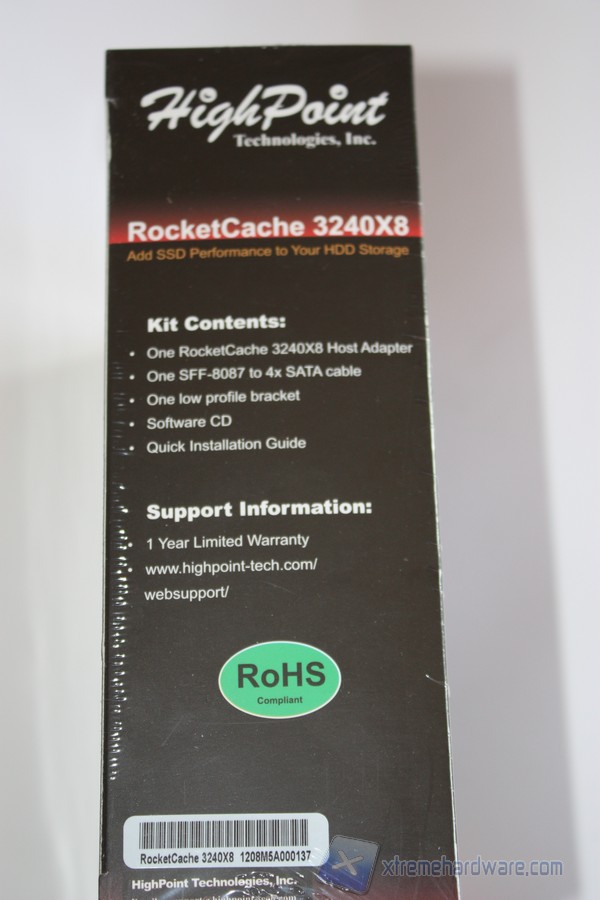 HighPoint
Technologies, Inc.
RocketCache 3240X8
Add SSD Performance to Your HDD Storage
Kit Contents:
• One RocketCache 3240X8 Host Adapter
• One SFF-8087 to 4x SATA cable
• One low profile bracket
• Software CD
• Quick Installation Guide
Support Information:
• 1 Year Limited Warranty
• www.highpoint-tech.com/
websupport/
RoHS
Compliant
RocketCache 3240X8 1208M5A000137
HighPoint Technologies, Inc.
xtremehardware.com